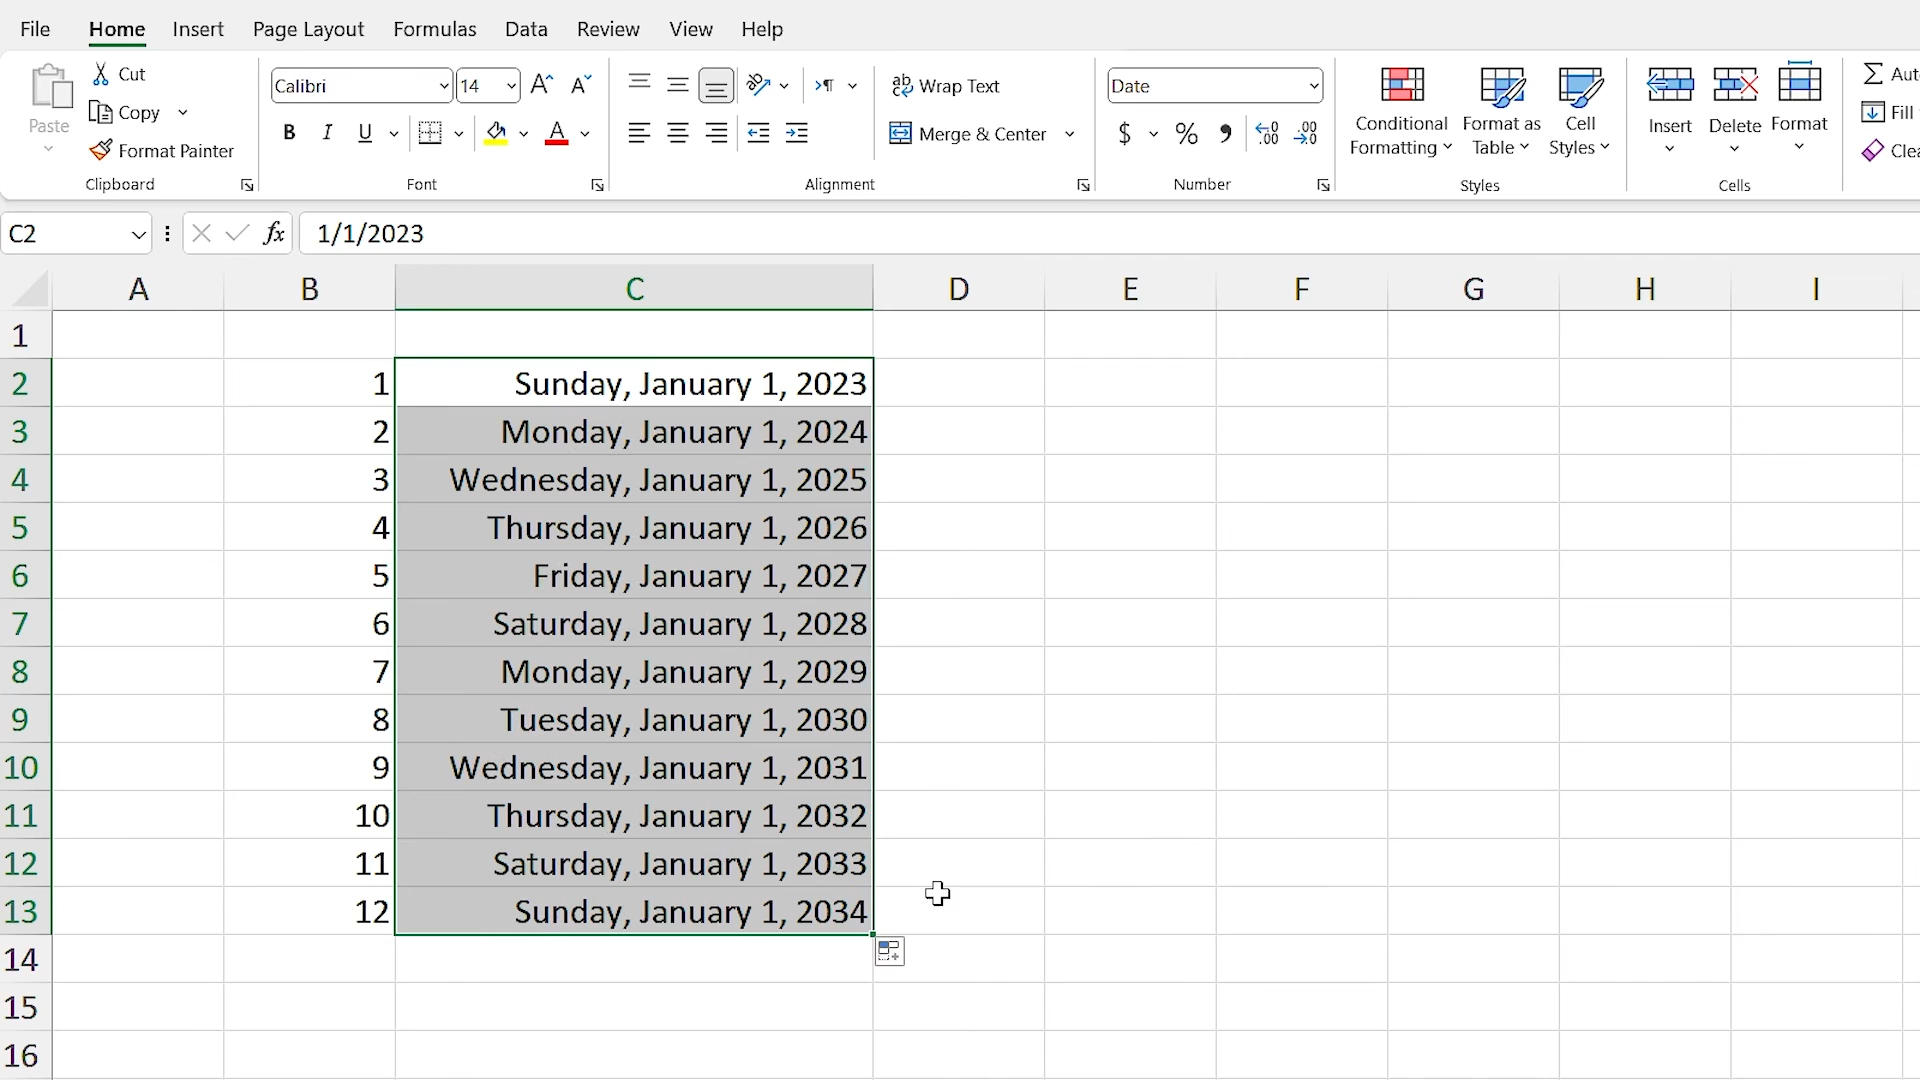 File Home Insert Page Layout Formulas Data Review View Help
Paste Cut Copy Format Painter Clipboard
Calibri 14 B I U A Font
ab Wrap Text Merge & Center Alignment
Date $ % , .00 .00 Number
Conditional Formatting Format as Table Cell Styles Styles
Insert Delete Format Cells
Σ Fill
C2 fx 1/1/2023
A B C D E F G H I
1
2 1 Sunday, January 1, 2023
3 2 Monday, January 1, 2024
4 3 Wednesday, January 1, 2025
5 4 Thursday, January 1, 2026
6 5 Friday, January 1, 2027
7 6 Saturday, January 1, 2028
8 7 Monday, January 1, 2029
9 8 Tuesday, January 1, 2030
10 9 Wednesday, January 1, 2031
11 10 Thursday, January 1, 2032
12 11 Saturday, January 1, 2033
13 12 Sunday, January 1, 2034
14
15
16